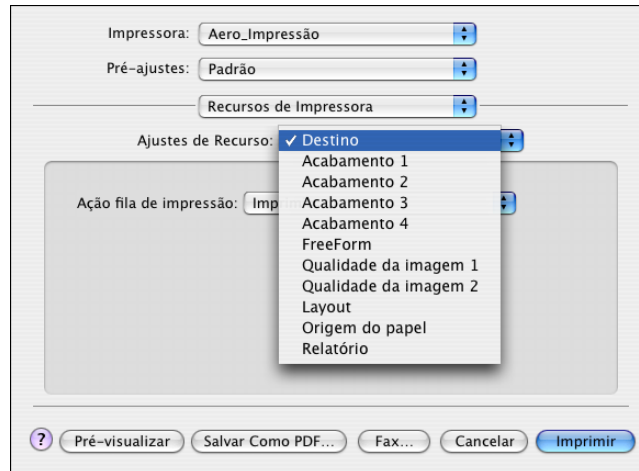 Impressora: Aero_Impressão
Pré-ajustes: Padrão
Recursos de Impressora
Ajustes de Recurso: ✓ Destino
Acabamento 1
Acabamento 2
Ação fila de impressão: Acabamento 3
Acabamento 4
FreeForm
Qualidade da imagem 1
Qualidade da imagem 2
Layout
Origem do papel
Relatório
? Pré-visualizar Salvar Como PDF... Fax... Cancelar Imprimir